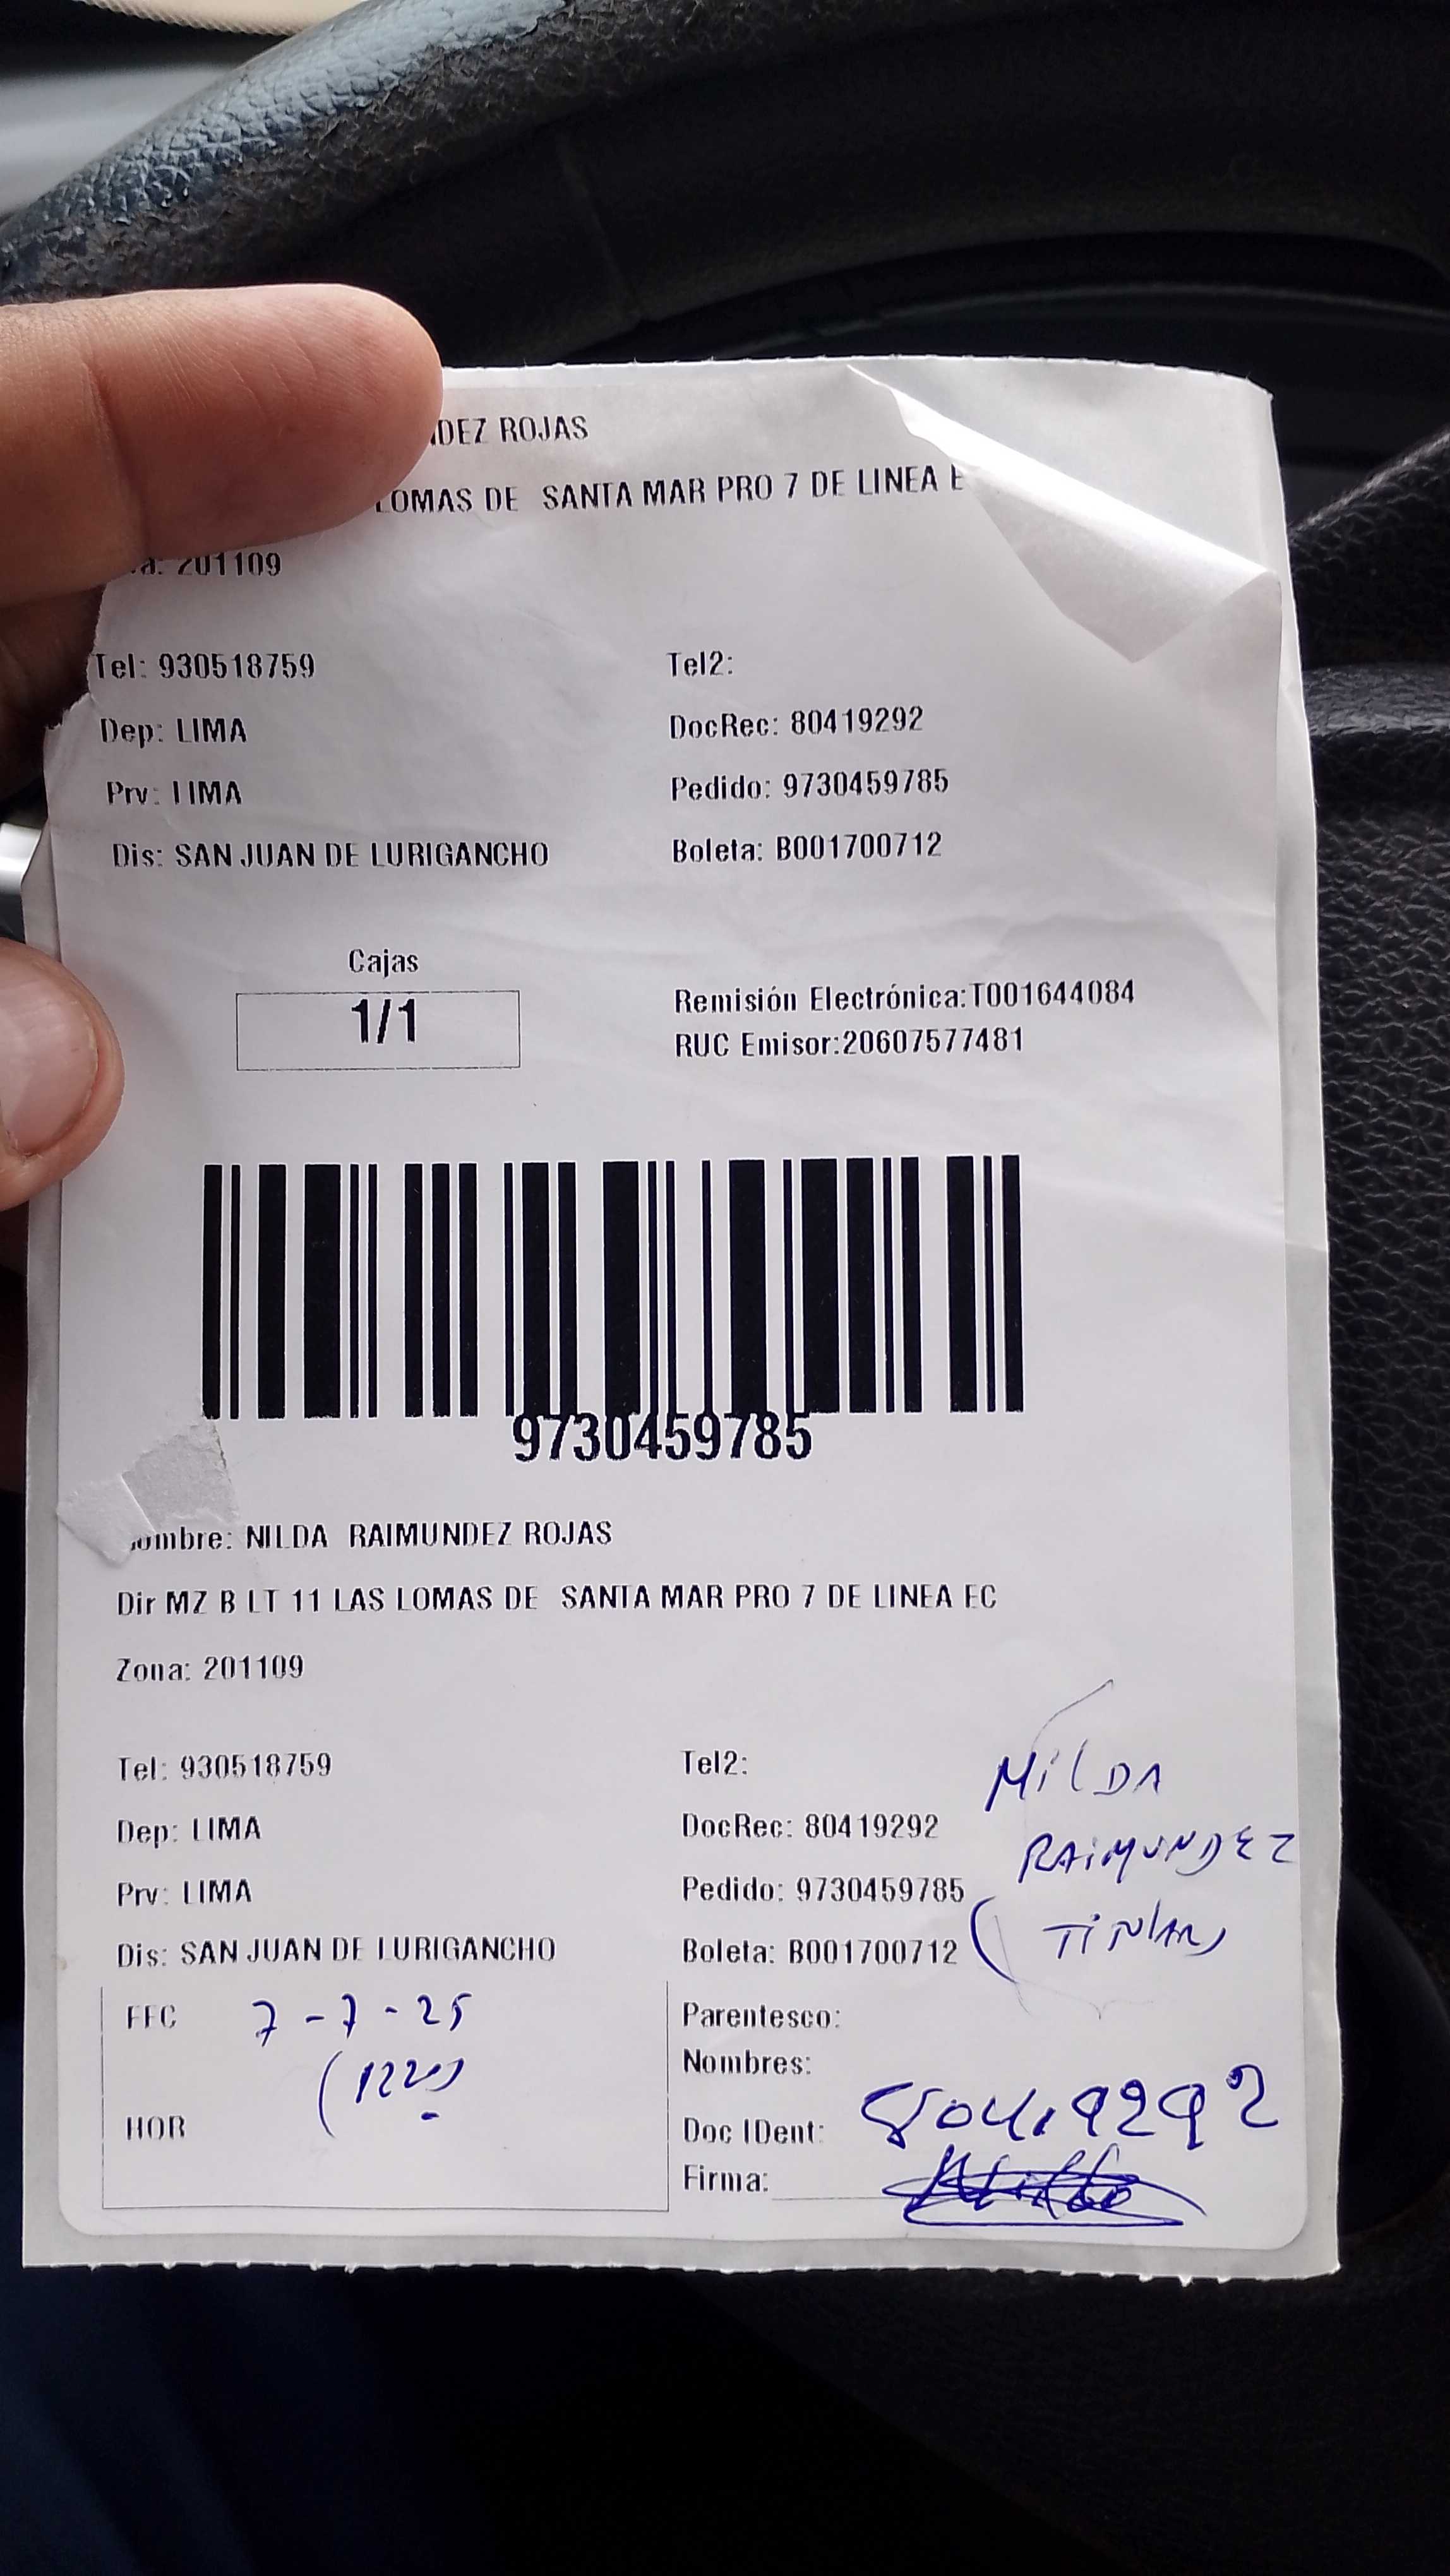 NDEZ ROJAS
LOMAS DE SANTA MAR PRO 7 DE LINEA E
a: 201109
Tel: 930518759
Tel2:
Dep: LIMA
DocRec: 80419292
Prv: LIMA
Pedido: 9730459785
Dis: SAN JUAN DE LURIGANCHO
Boleta: B001700712
Cajas
1/1
Remisión Electrónica:T001644084
RUC Emisor:20607577481
9730459785
ombre: NILDA RAIMUNDEZ ROJAS
Dir MZ B LT 11 LAS LOMAS DE SANTA MAR PRO 7 DE LINEA EC
Zona: 201109
Tel: 930518759
Tel2:
Dep: LIMA
DocRec: 80419292
Prv: LIMA
Pedido: 9730459785
Dis: SAN JUAN DE LURIGANCHO
Boleta: B001700712
NilDA
RAiMUNDEZ
FEC 7-7-25
HOR
Parentesco:
Nombres:
Doc IDent: 80419292
Firma: